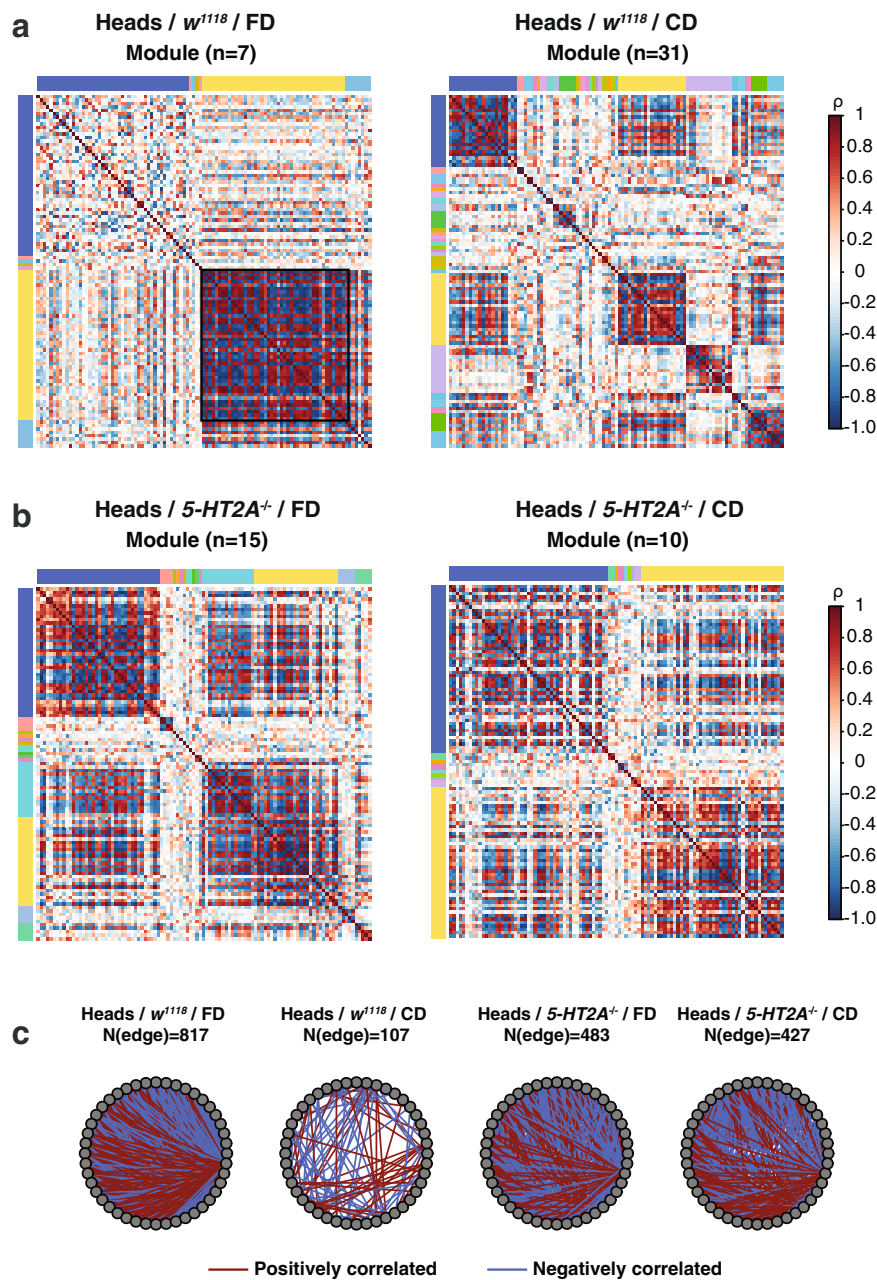 a
Heads / w¹¹¹⁸ / FD
Module (n=7)
Heads / w¹¹¹⁸ / CD
Module (n=31)
ρ
1
0.8
0.6
0.4
0.2
0
-0.2
-0.4
-0.6
-0.8
-1.0
b
Heads / 5-HT2A⁻/⁻ / FD
Module (n=15)
Heads / 5-HT2A⁻/⁻ / CD
Module (n=10)
ρ
1
0.8
0.6
0.4
0.2
0
-0.2
-0.4
-0.6
-0.8
-1.0
c
Heads / w¹¹¹⁸ / FD
N(edge)=817
Heads / w¹¹¹⁸ / CD
N(edge)=107
Heads / 5-HT2A⁻/⁻ / FD
N(edge)=483
Heads / 5-HT2A⁻/⁻ / CD
N(edge)=427
Positively correlated
Negatively correlated